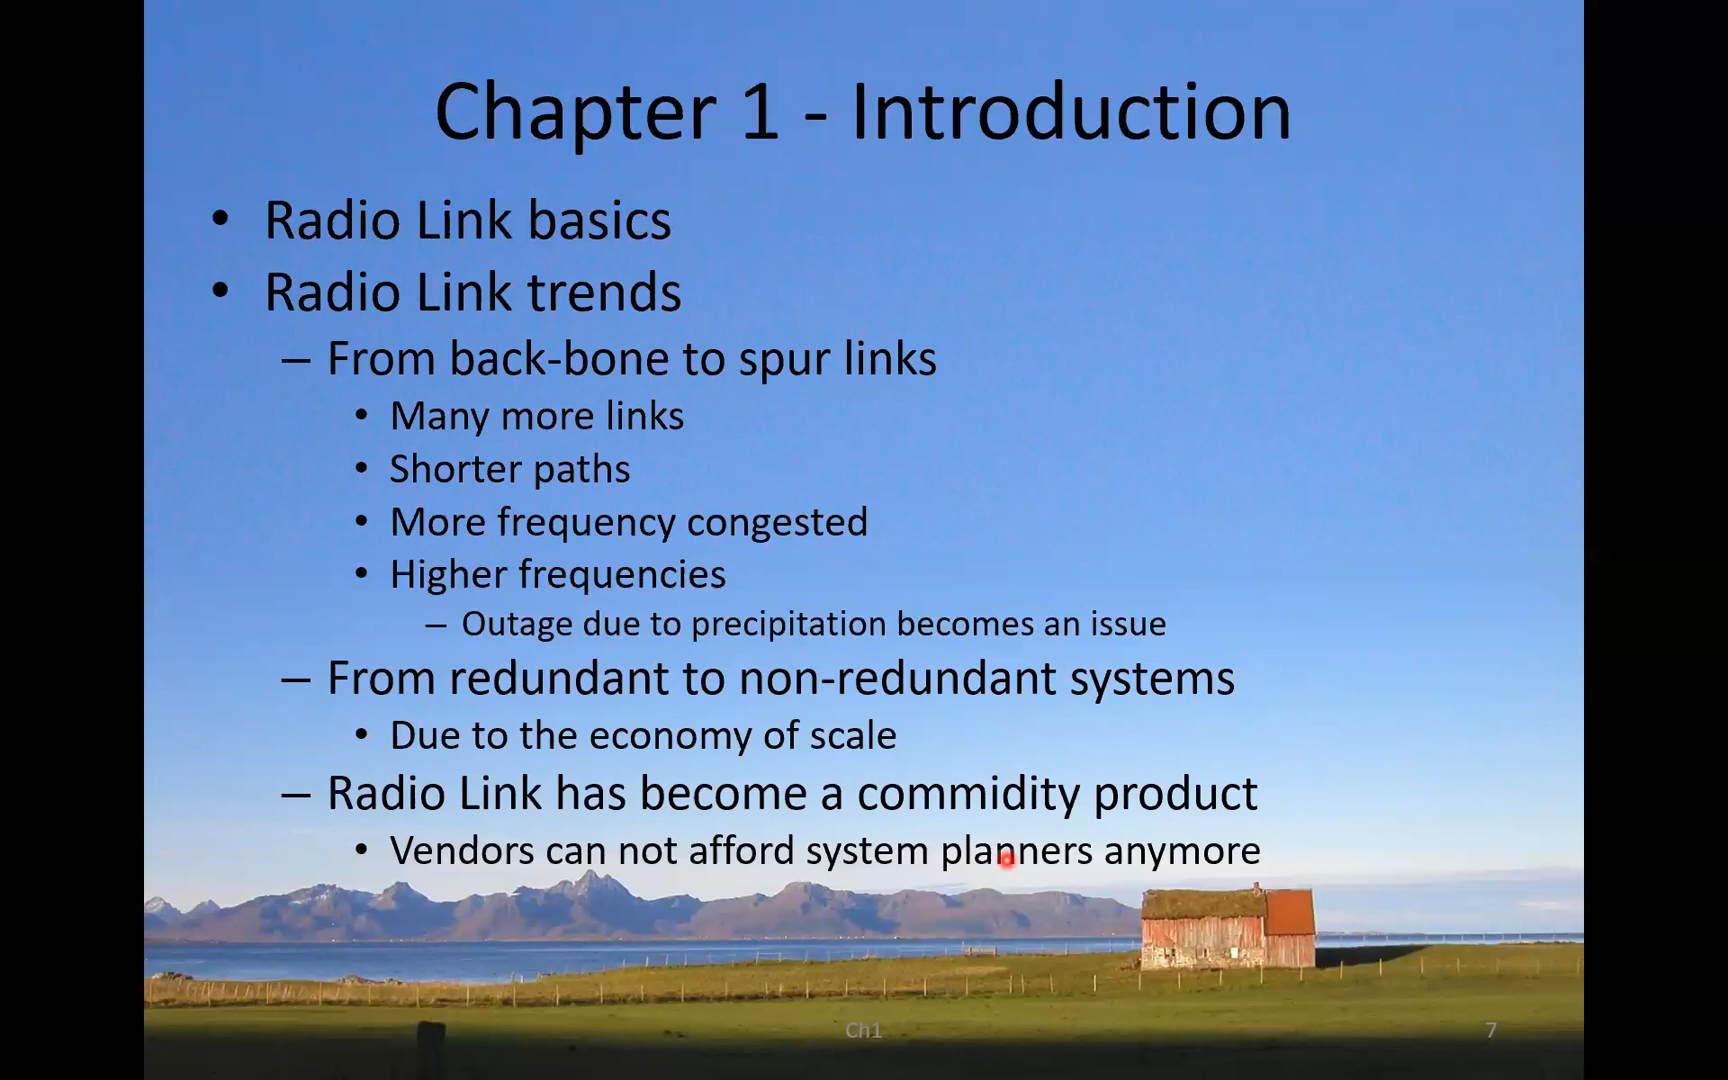 Chapter 1 - Introduction
• Radio Link basics
• Radio Link trends
– From back-bone to spur links
• Many more links
• Shorter paths
• More frequency congested
• Higher frequencies
– Outage due to precipitation becomes an issue
– From redundant to non-redundant systems
• Due to the economy of scale
– Radio Link has become a commidity product
• Vendors can not afford system planners anymore
Ch1
7